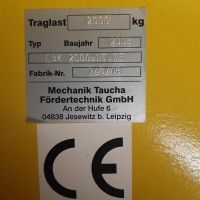 Traglast 2000 kg
Typ Baujahr 2008
Fabrik-Nr.
Mechanik Taucha
Fördertechnik GmbH
An der Hufe 6
04838 Jesewitz b. Leipzig
CE